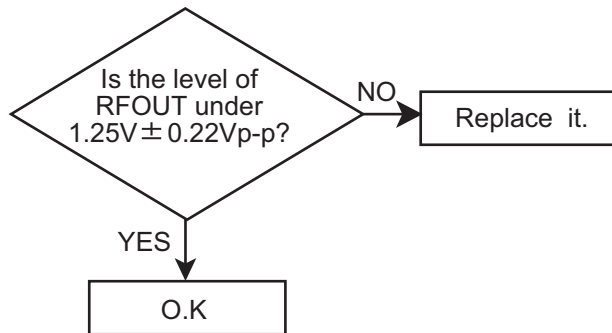 Is the level of
RFOUT under
1.25V ± 0.22Vp-p?
NO
Replace it.
YES
O.K